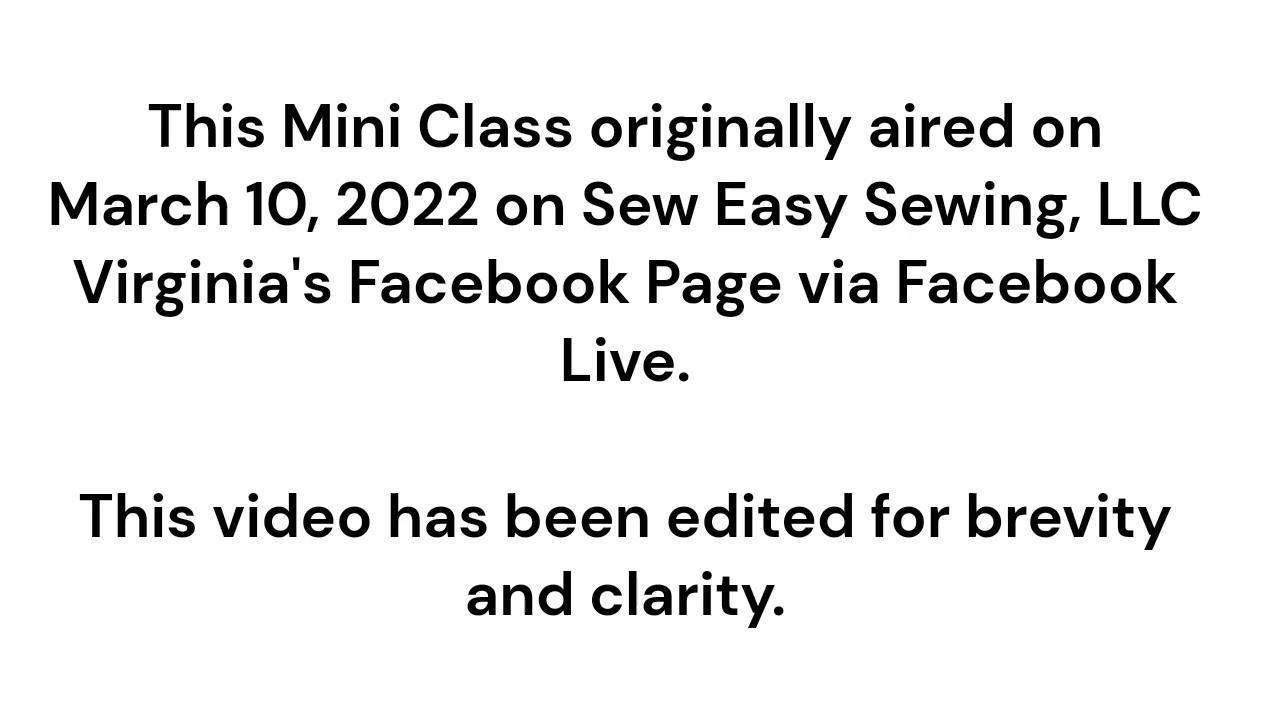 This Mini Class originally aired on
March 10, 2022 on Sew Easy Sewing, LLC
Virginia's Facebook Page via Facebook
Live.
This video has been edited for brevity
and clarity.